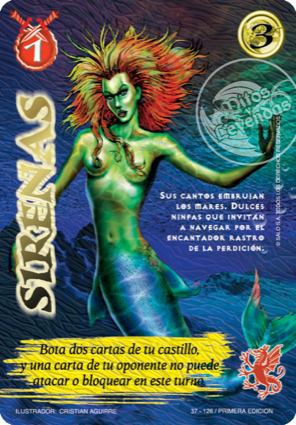 1
3
MITOS
Y
LEYENDAS
SIRENAS
SUS CANTOS EMBRUJAN
LOS MARES. DULCES
NINFAS QUE INVITAN
A NAVEGAR POR EL
ENCANTADOR RASTRO
DE LA PERDICIÓN.
Bota dos cartas de tu castillo,
y una carta de tu oponente no puede
atacar o bloquear en este turno.
ILUSTRADOR: CRISTIAN AGUIRRE
37 - 126 / PRIMERA EDICION